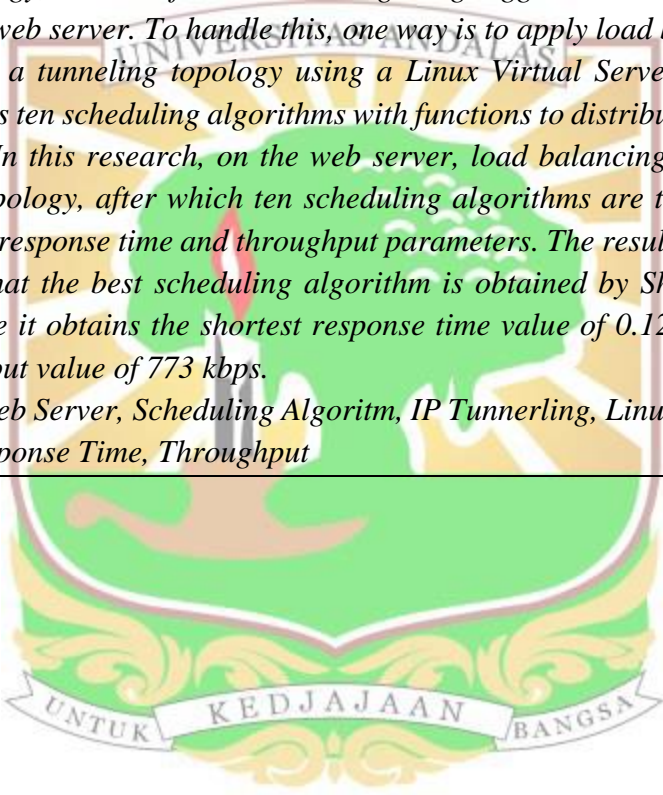 web server. To handle this, one way is to apply load
UNIVERSITAS ANDALAS
a tunneling topology using a Linux Virtual Serve
s ten scheduling algorithms with functions to distribu
In this research, on the web server, load balancing
pology, after which ten scheduling algorithms are t
response time and throughput parameters. The resul
hat the best scheduling algorithm is obtained by Sh
e it obtains the shortest response time value of 0.12
out value of 773 kbps.
eb Server, Scheduling Algoritm, IP Tunnerling, Linu
ponse Time, Throughput
UNTUK KEDJAJAAN BANGSA